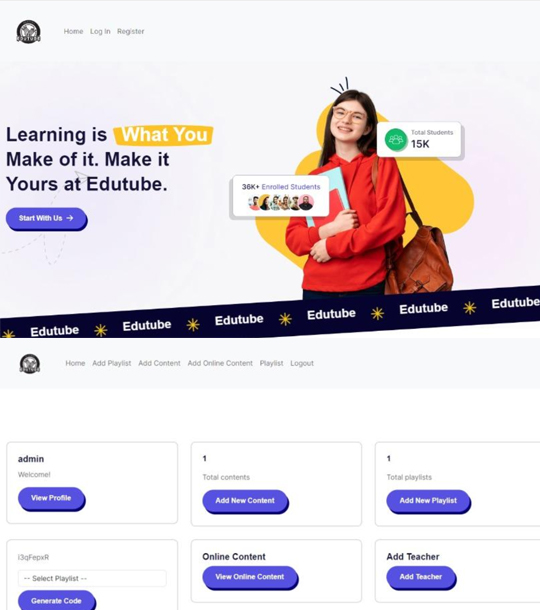 Home Log In Register
Learning is What You
Make of it. Make it
Yours at Edutube.
Start With Us →
Total Students
15K
36K+ Enrolled Students
Edutube Edutube Edutube Edutube Edutube Edutube
Home Add Playlist Add Content Add Online Content Playlist Logout
admin
Welcome!
View Profile
1
Total contents
Add New Content
1
Total playlists
Add New Playlist
i3qFepxR
-- Select Playlist --
Generate Code
Online Content
View Online Content
Add Teacher
Add Teacher